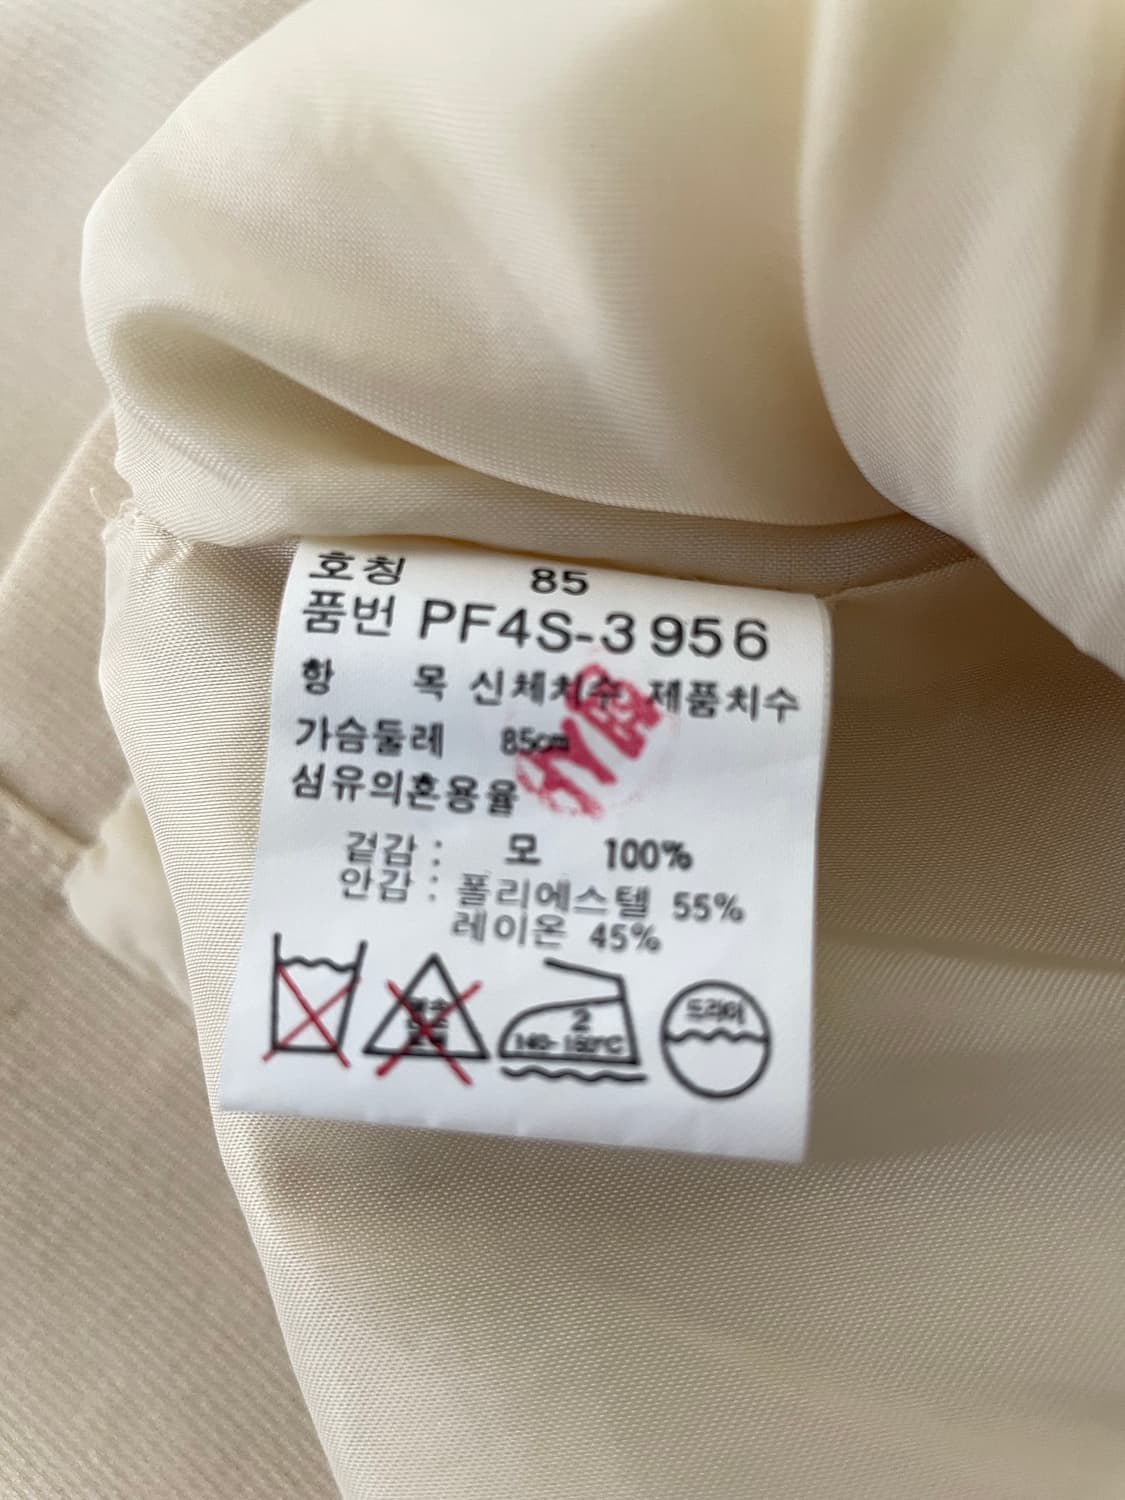 호칭 85
품번 PF4S-3956
항 목 신체치수 제품치수
가슴둘레 85cm
섬유의혼용율
겉감 : 모 100%
안감 : 폴리에스텔 55%
레이온 45%
2
140-160°C
드라이